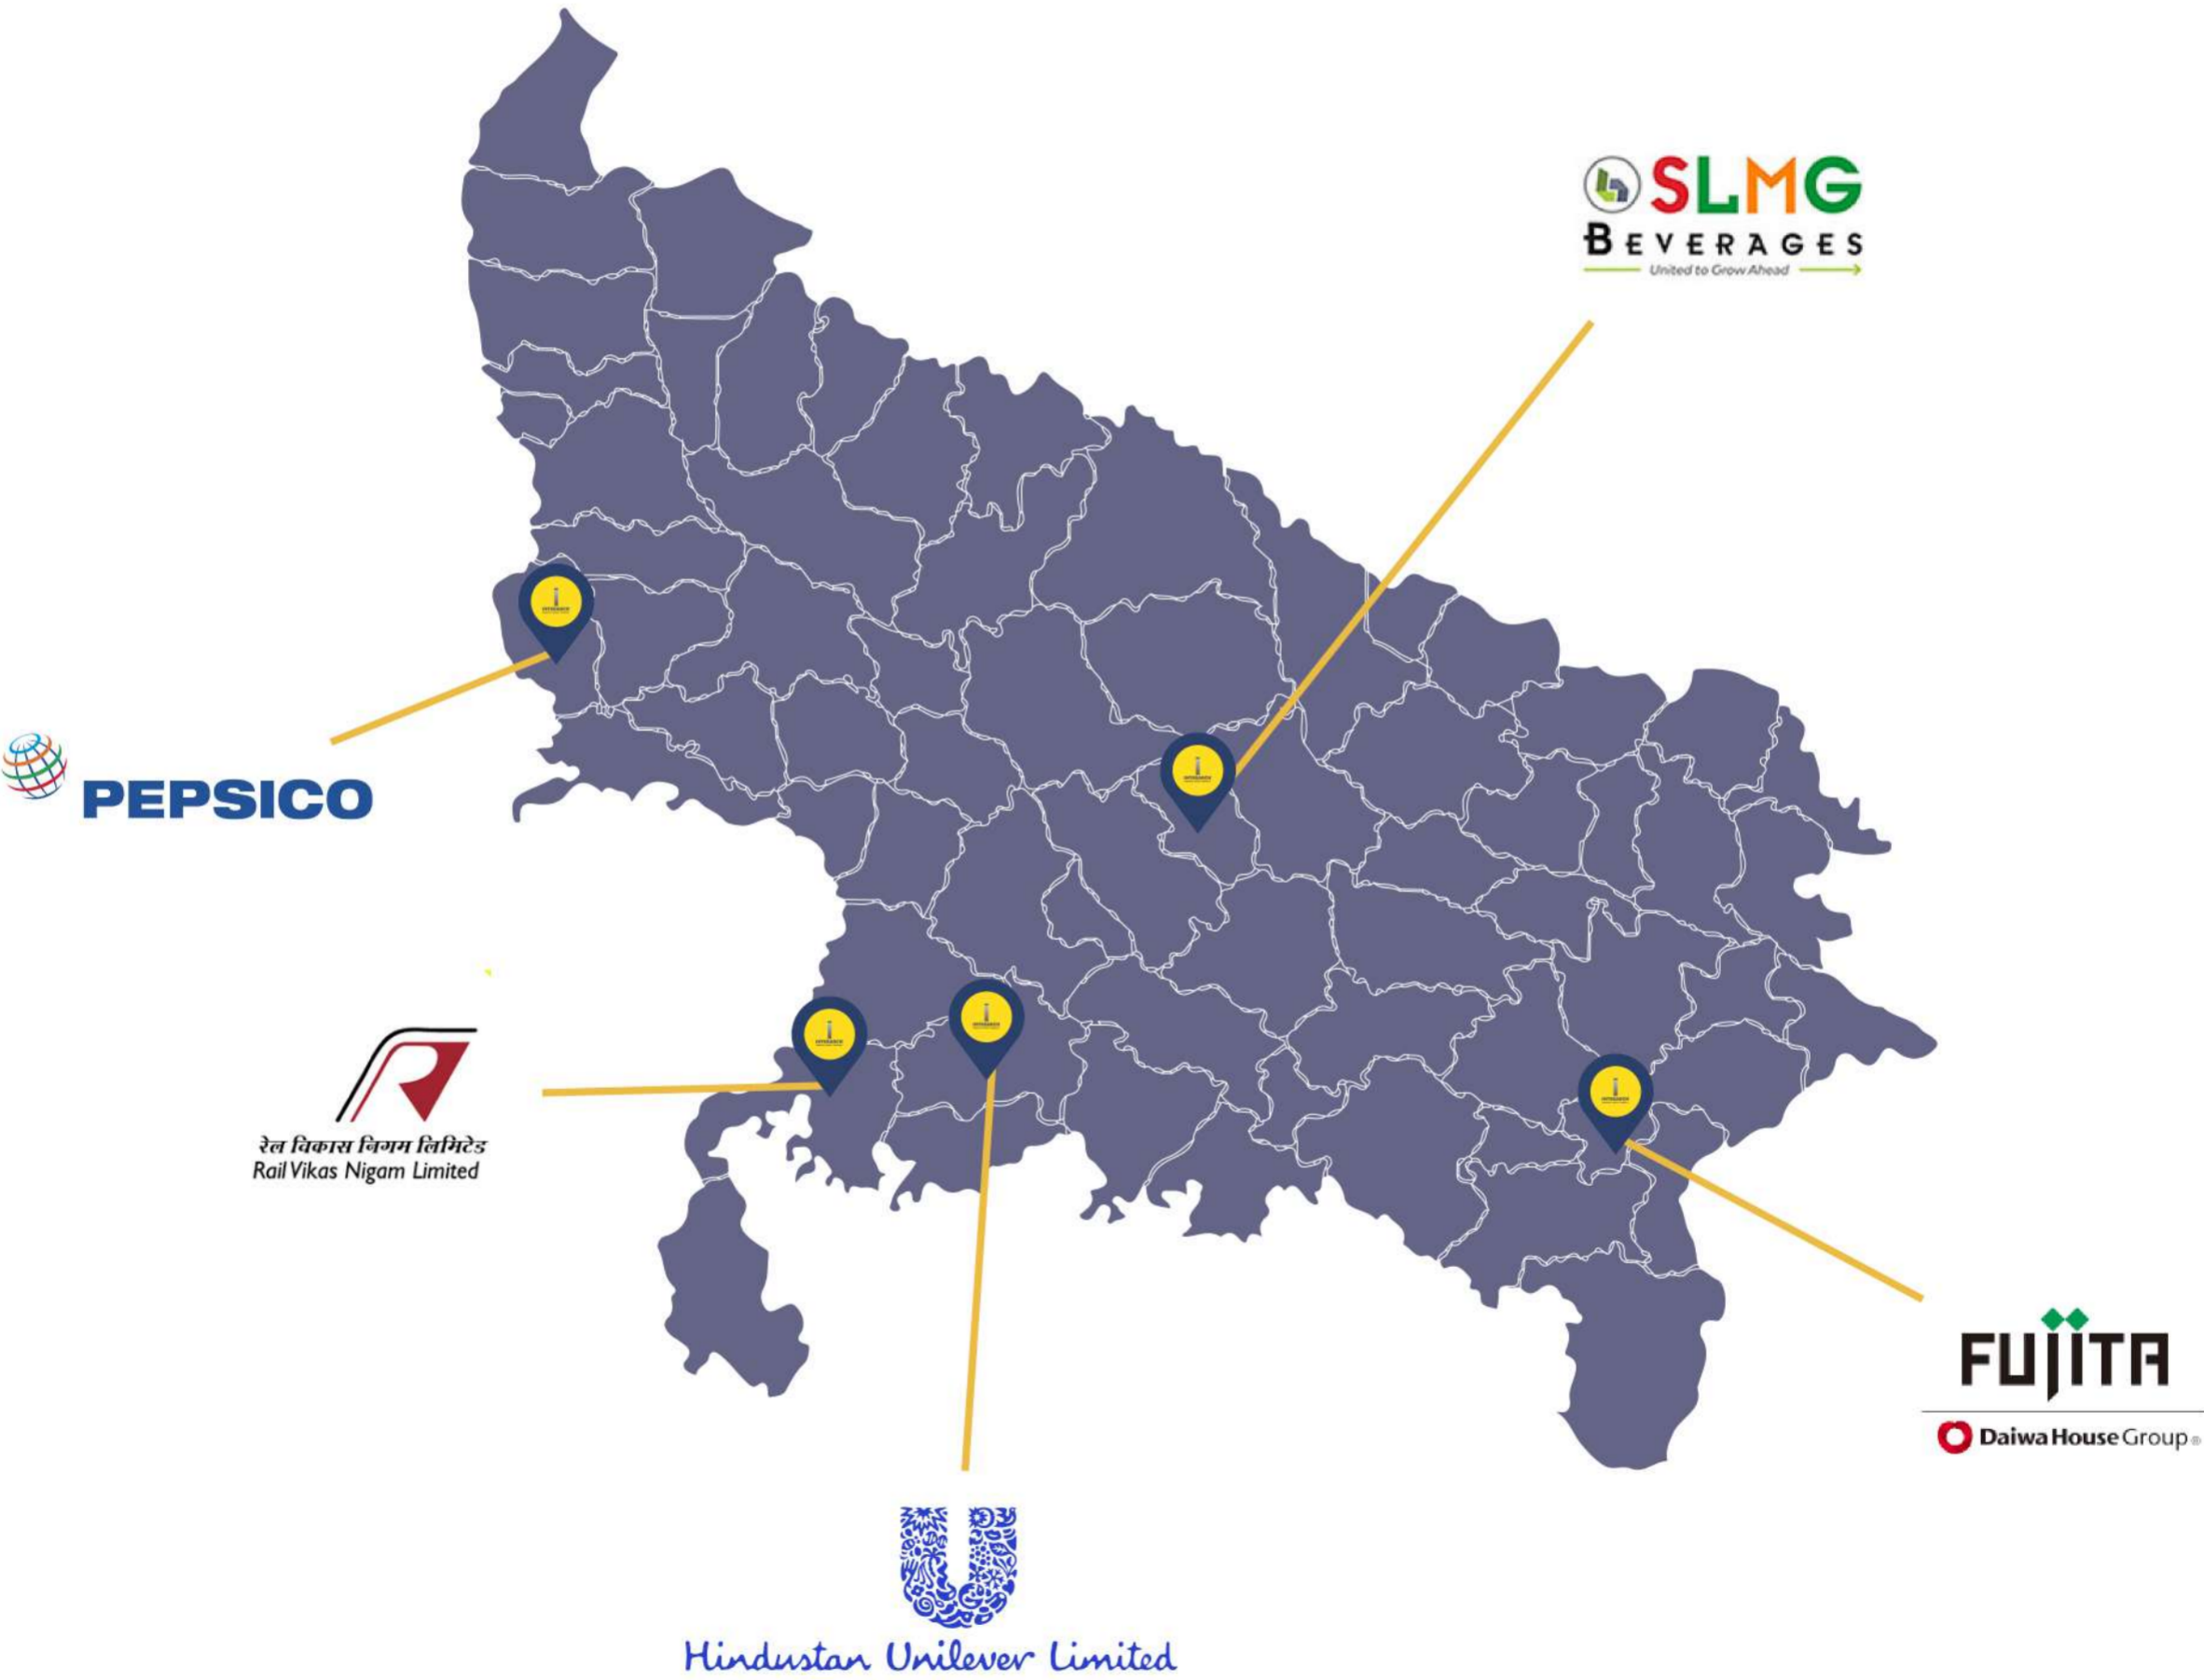 SLMG
BEVERAGES
United to Grow Ahead
PEPSICO
रेल विकास निगम लिमिटेड
Rail Vikas Nigam Limited
FUJITA
Daiwa House Group®
Hindustan Unilever Limited